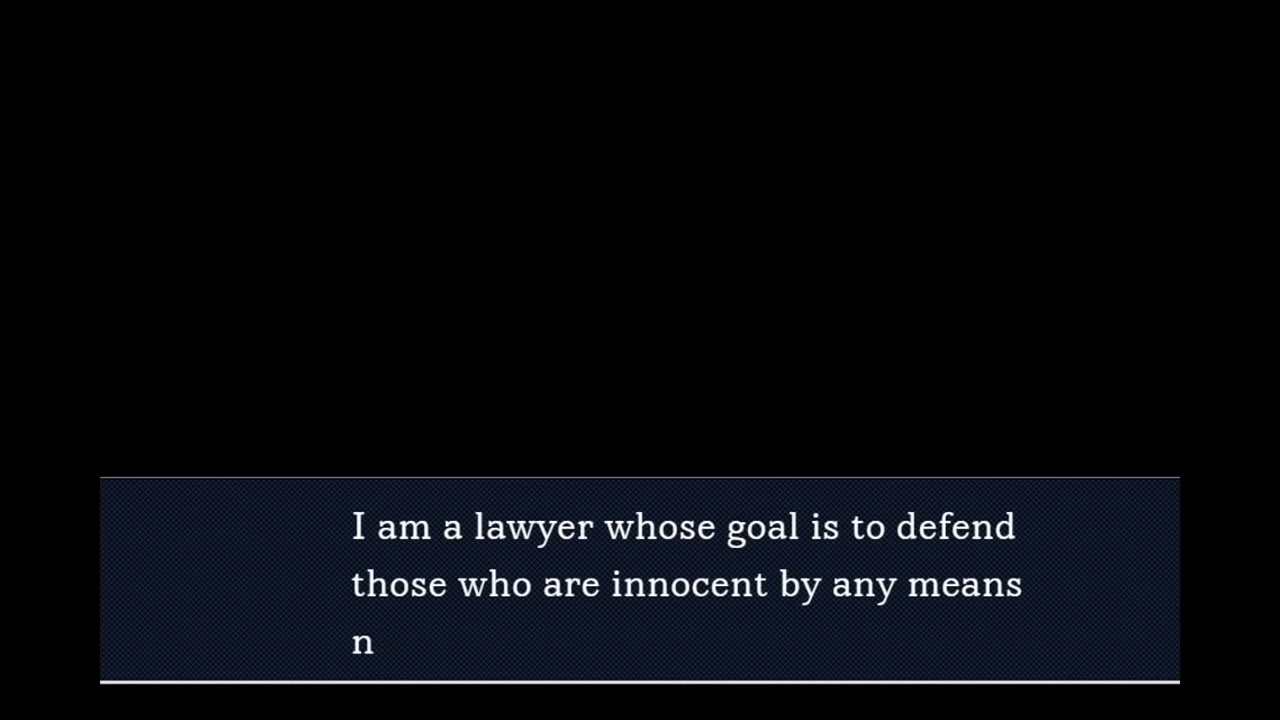 I am a lawyer whose goal is to defend
those who are innocent by any means
n